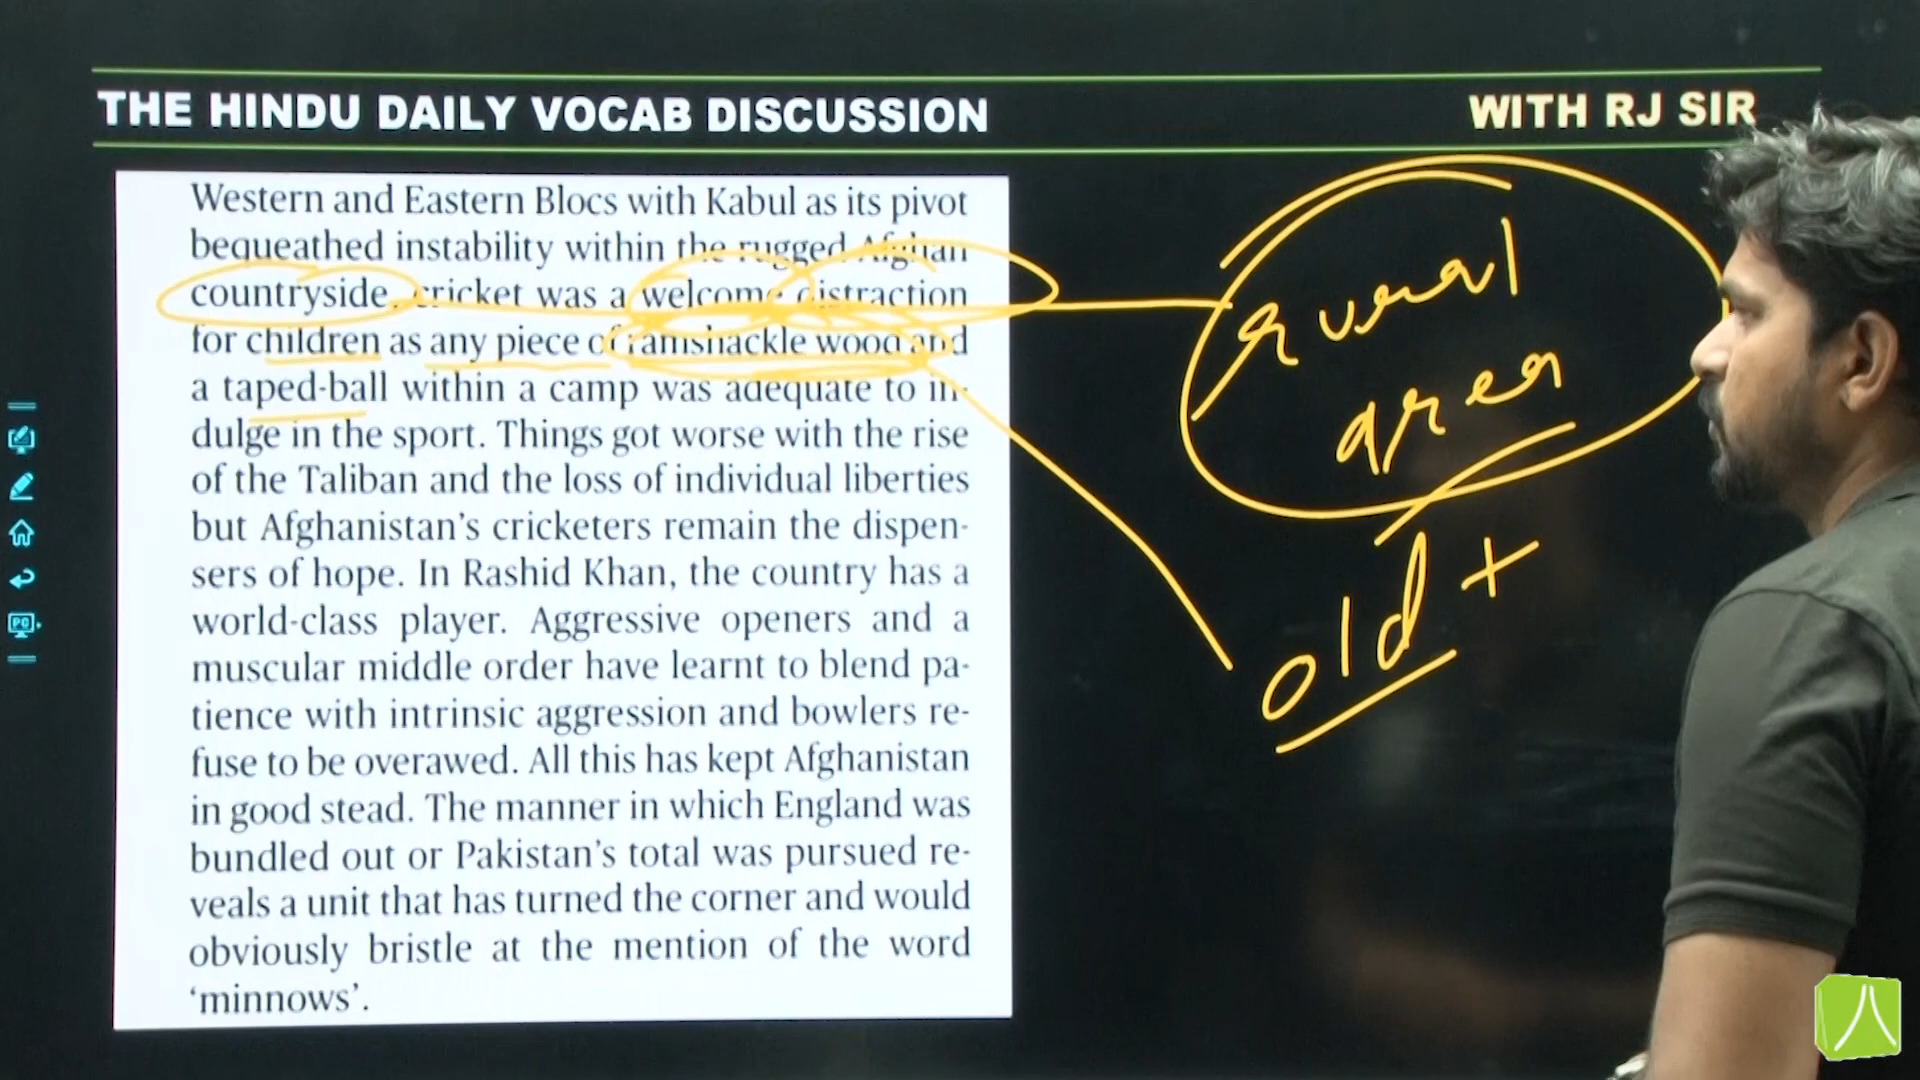 THE HINDU DAILY VOCAB DISCUSSION
WITH RJ SIR
Western and Eastern Blocs with Kabul as its pivot
bequeathed instability within the rugged Afghan
countryside, cricket was a welcome distraction
for children as any piece of ramshackle wood and
a taped-ball within a camp was adequate to in-
dulge in the sport. Things got worse with the rise
of the Taliban and the loss of individual liberties
but Afghanistan’s cricketers remain the dispen-
sers of hope. In Rashid Khan, the country has a
world-class player. Aggressive openers and a
muscular middle order have learnt to blend pa-
tience with intrinsic aggression and bowlers re-
fuse to be overawed. All this has kept Afghanistan
in good stead. The manner in which England was
bundled out or Pakistan’s total was pursued re-
veals a unit that has turned the corner and would
obviously bristle at the mention of the word
‘minnows’.
rural
area
old +
PG